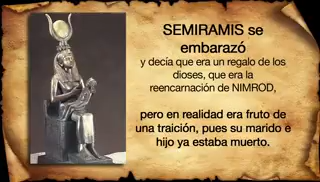 SEMIRAMIS se
embarazó
y decía que era un regalo de los
dioses, que era la
reencarnación de NIMROD,
pero en realidad era fruto de
una traición, pues su marido e
hijo ya estaba muerto.